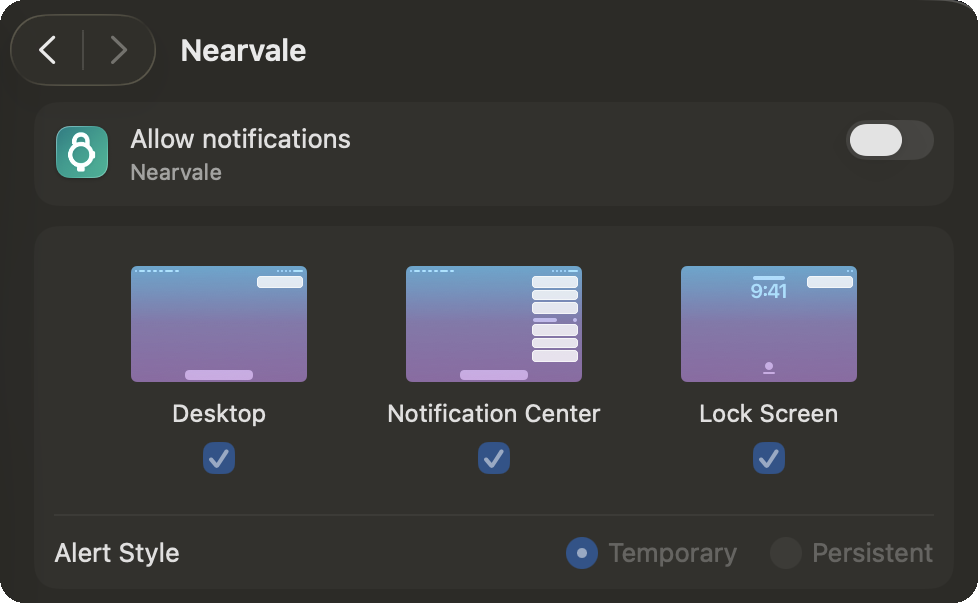 Nearvale
Allow notifications
Nearvale
9:41
Desktop
Notification Center
Lock Screen
Alert Style
Temporary
Persistent